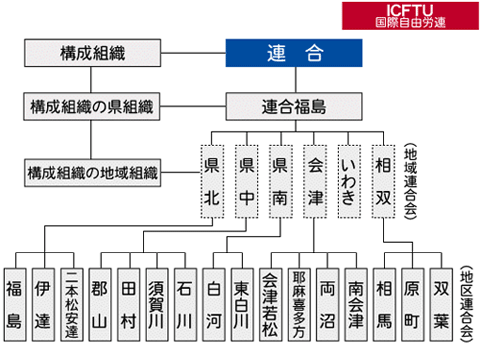 ICFTU
国際自由労連
構成組織
連合
構成組織の県組織
連合福島
構成組織の地域組織
県北
県中
県南
会津
いわき
相双
(地域連合会)
福島
伊達
二本松安達
郡山
田村
須賀川
石川
白河
東白川
会津若松
耶麻喜多方
両沼
南会津
相馬
原町
双葉
(地区連合会)